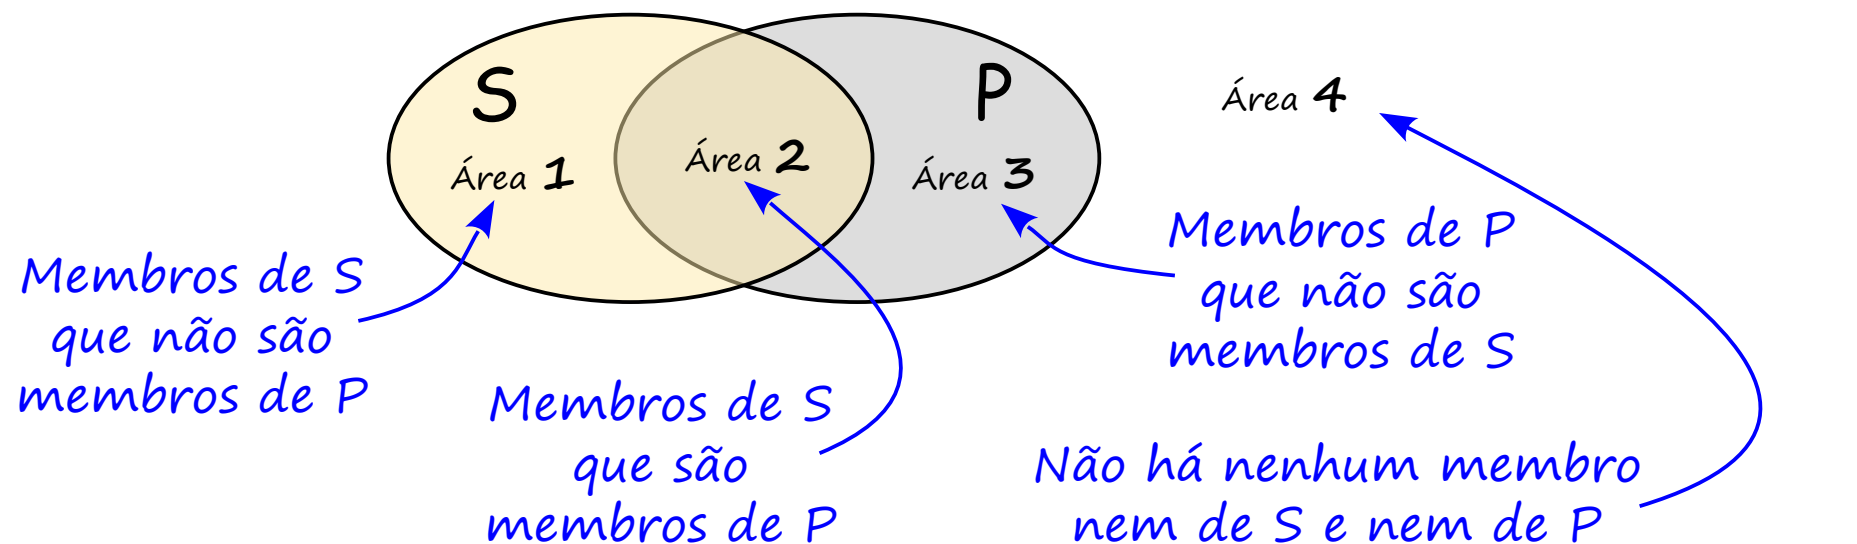 S
P
Área 4
Área 1
Área 2
Área 3
Membros de S
que não são
membros de P
Membros de S
que são
membros de P
Membros de P
que não são
membros de S
Não há nenhum membro
nem de S e nem de P